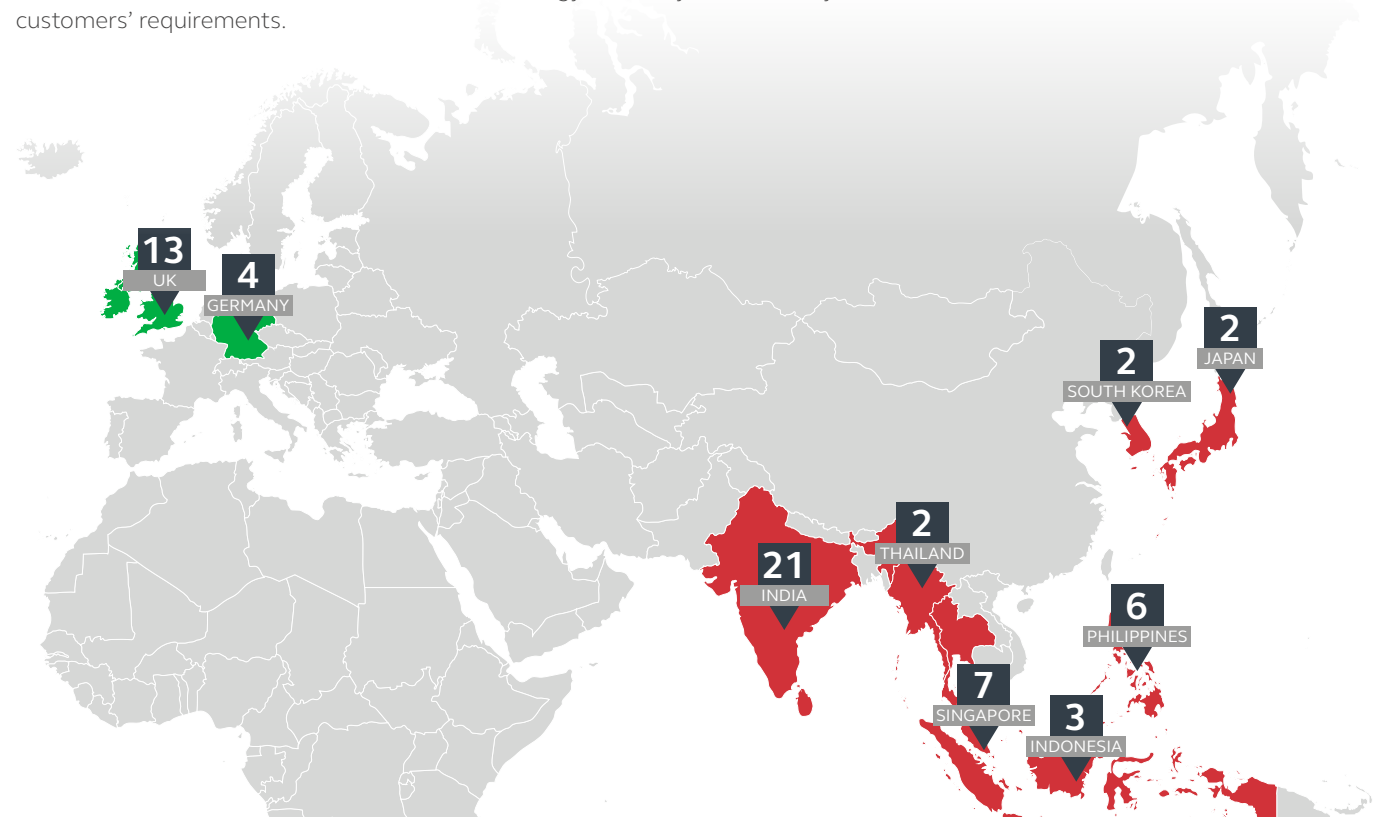 customers’ requirements.
13
UK
4
GERMANY
2
JAPAN
2
SOUTH KOREA
2
THAILAND
21
INDIA
6
PHILIPPINES
7
SINGAPORE
3
INDONESIA